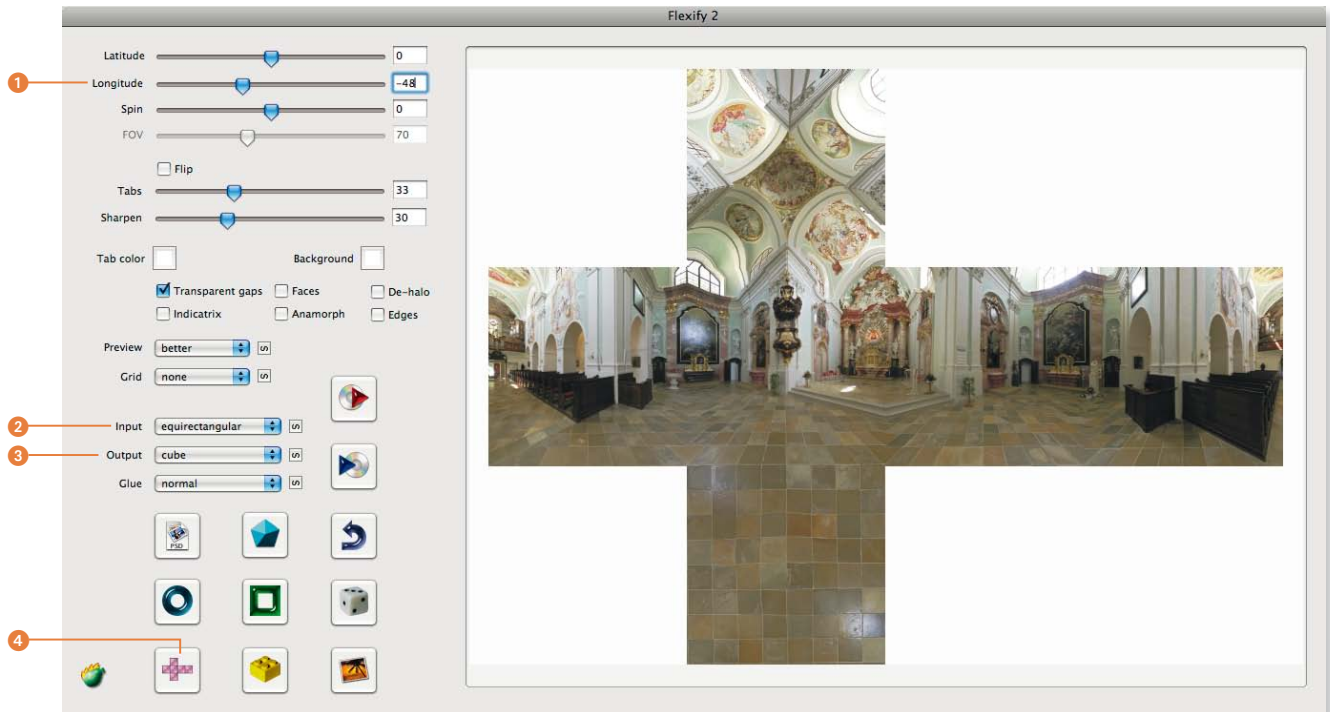 Flexify 2
Latitude 0
1 Longitude -48
Spin 0
FOV 70
Flip
Tabs 33
Sharpen 30
Tab color Background
Transparent gaps Faces De-halo
Indicatrix Anamorph Edges
Preview better
Grid none
2 Input equirectangular
3 Output cube
Glue normal
PSD
4